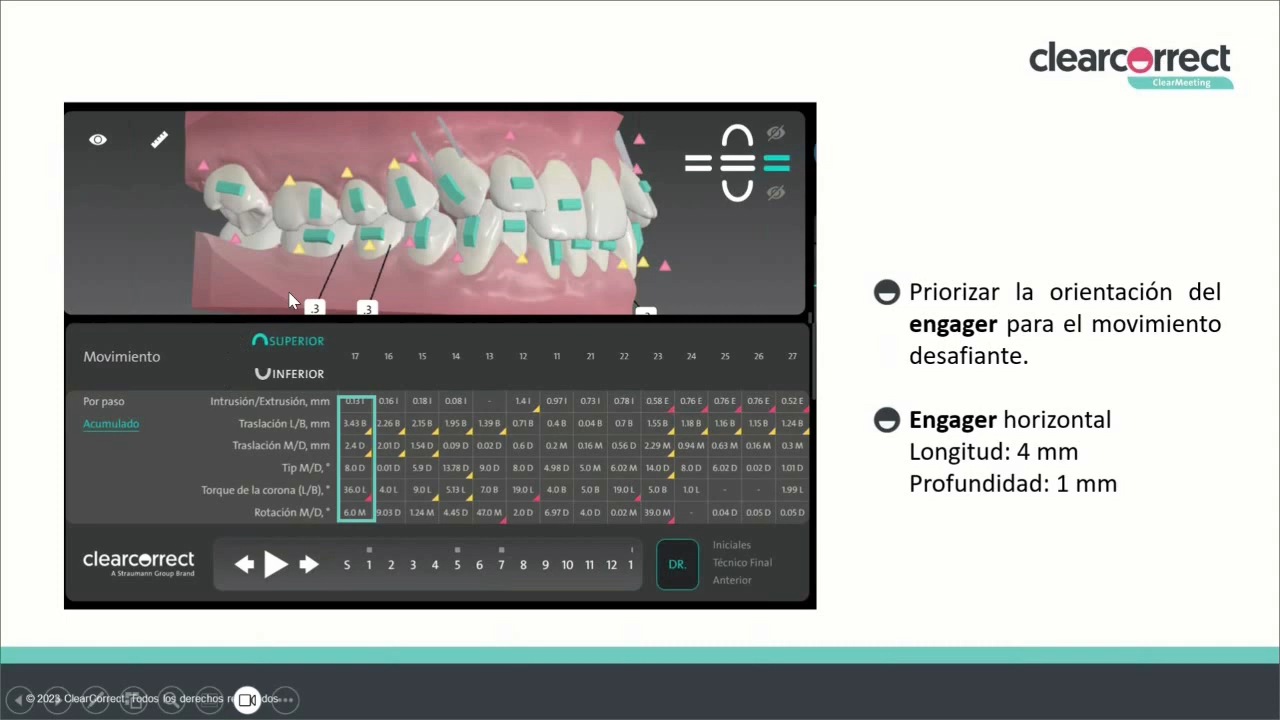 clearcorrect
ClearMeeting
.3
.3
Movimiento
SUPERIOR
INFERIOR
17 16 15 14 13 12 11 21 22 23 24 25 26 27
Por paso
Acumulado
Intrusión/Extrusión, mm 0.13 I 0.16 I 0.18 I 0.08 I - 1.4 I 0.97 I 0.73 I 0.78 I 0.58 E 0.76 E 0.76 E 0.76 E 0.52 E
Traslación L/B, mm 3.43 B 2.26 B 2.15 B 1.95 B 1.39 B 0.71 B 0.4 B 0.04 B 0.7 B 1.55 B 1.18 B 1.16 B 1.15 B 1.24 B
Traslación M/D, mm 2.4 D 2.01 D 1.54 D 0.09 D 0.02 D 0.6 D 0.2 M 0.16 M 0.56 D 2.29 M 0.94 M 0.63 M 0.16 M 0.3 M
Tip M/D, ° 8.0 D 0.01 D 5.9 D 13.78 D 9.0 D 8.0 D 4.98 D 5.0 M 6.02 M 14.0 D 8.0 D 6.02 D 0.02 D 1.01 D
Torque de la corona (L/B), ° 36.0 L 4.0 L 9.0 L 5.13 L 7.0 B 19.0 L 4.0 B 5.0 B 19.0 L 5.0 B 1.0 L - - 1.99 L
Rotación M/D, ° 6.0 M 9.03 D 1.24 M 4.45 D 47.0 M 2.0 D 6.97 D 4.0 D 0.02 M 39.0 M - 0.04 D 0.05 D 0.05 D
clearcorrect
A Straumann Group Brand
S 1 2 3 4 5 6 7 8 9 10 11 12 1
DR.
Iniciales
Técnico Final
Anterior
Priorizar la orientación del
engager para el movimiento
desafiante.
Engager horizontal
Longitud: 4 mm
Profundidad: 1 mm
© 2023 ClearCorrect. Todos los derechos